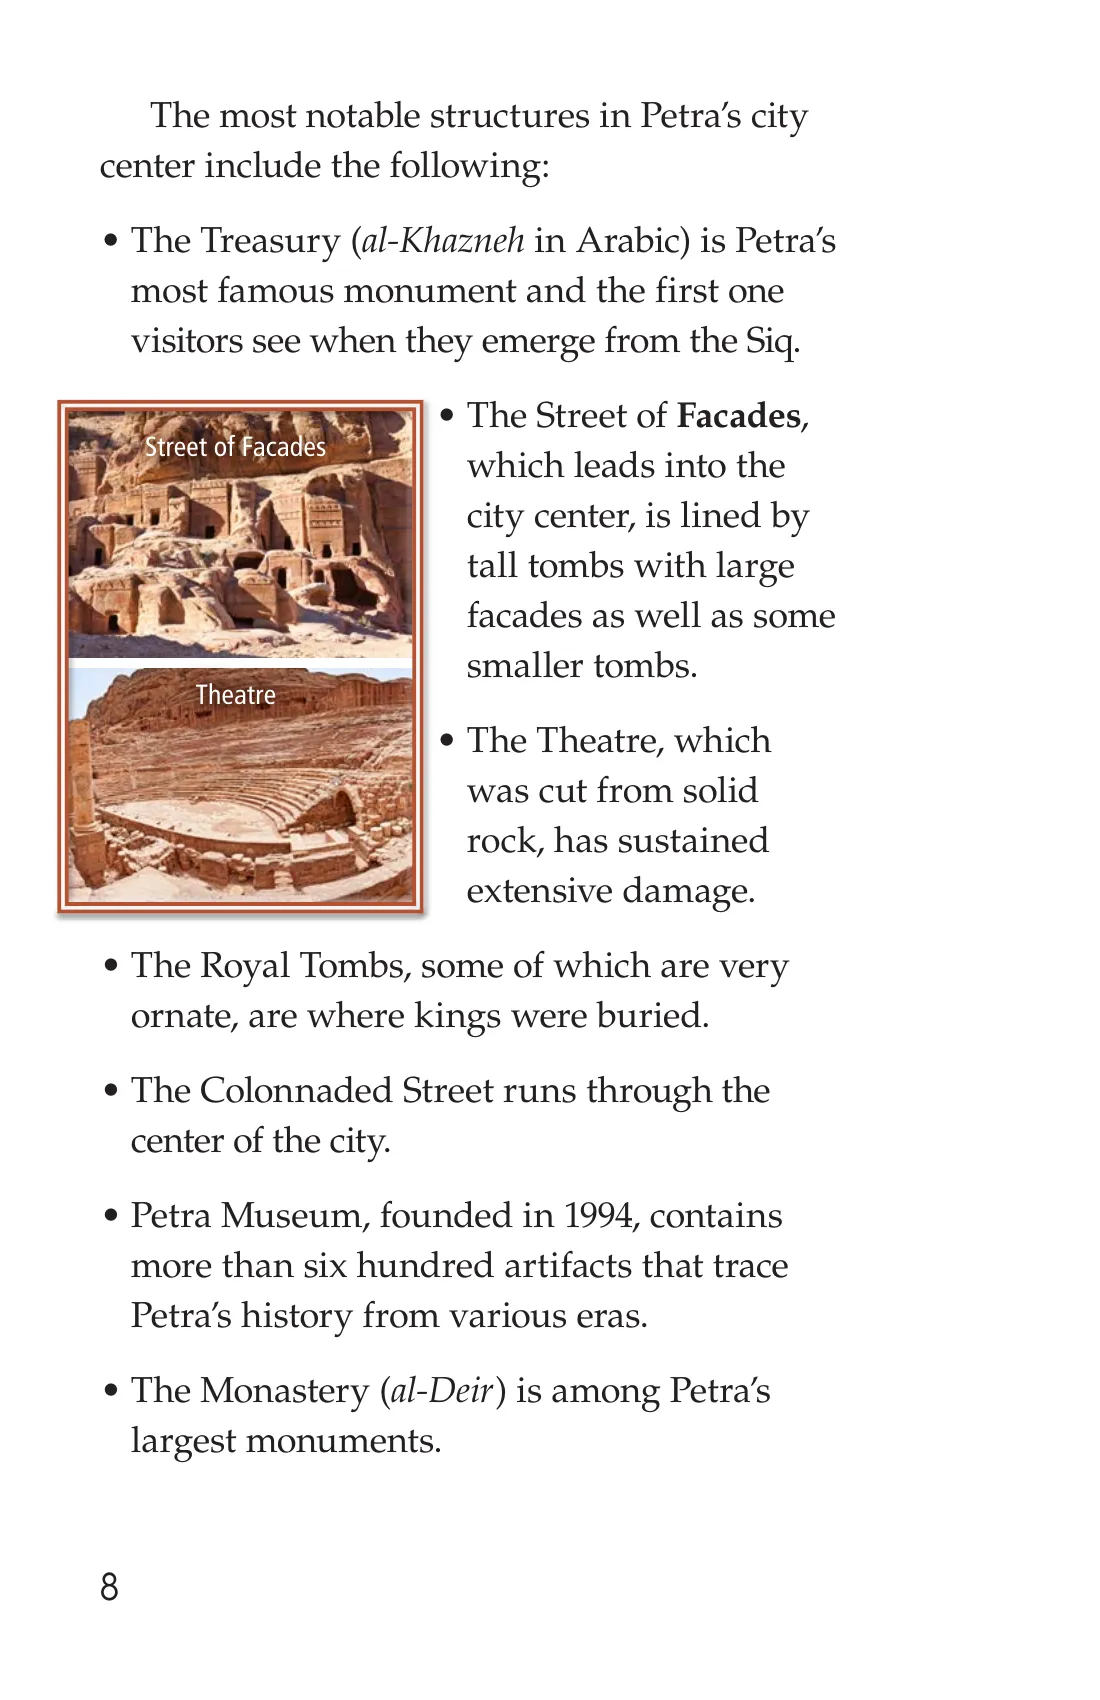 The most notable structures in Petra’s city
center include the following:
• The Treasury (al-Khazneh in Arabic) is Petra’s
most famous monument and the first one
visitors see when they emerge from the Siq.
Street of Facades
Theatre
• The Street of Facades,
which leads into the
city center, is lined by
tall tombs with large
facades as well as some
smaller tombs.
• The Theatre, which
was cut from solid
rock, has sustained
extensive damage.
• The Royal Tombs, some of which are very
ornate, are where kings were buried.
• The Colonnaded Street runs through the
center of the city.
• Petra Museum, founded in 1994, contains
more than six hundred artifacts that trace
Petra’s history from various eras.
• The Monastery (al-Deir) is among Petra’s
largest monuments.
8